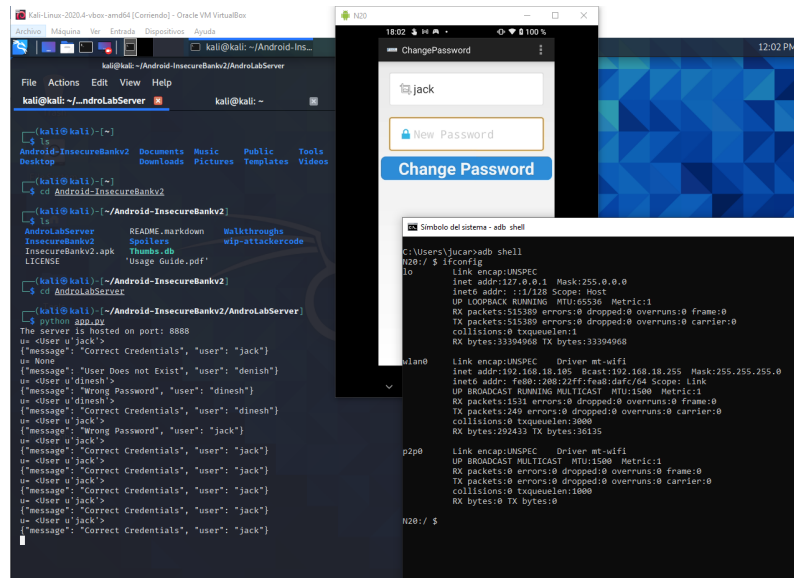 Kali-Linux-2020.4-vbox-amd64 [Corriendo] - Oracle VM VirtualBox
Archivo Máquina Ver Entrada Dispositivos Ayuda
kali@kali: ~/Android-Ins...
12:02 PM
kali@kali: ~/Android-InsecureBankv2/AndroLabServer
File Actions Edit View Help
kali@kali: ~/...ndroLabServer
kali@kali: ~
(kali㉿kali)-[~]
$ ls
Android-InsecureBankv2 Documents Music Public Tools
Desktop Downloads Pictures Templates Videos
(kali㉿kali)-[~]
$ cd Android-InsecureBankv2
(kali㉿kali)-[~/Android-InsecureBankv2]
$ ls
AndroLabServer README.markdown Walkthroughs
InsecureBankv2 Spoilers wip-attackercode
InsecureBankv2.apk Thumbs.db
LICENSE 'Usage Guide.pdf'
(kali㉿kali)-[~/Android-InsecureBankv2]
$ cd AndroLabServer
(kali㉿kali)-[~/Android-InsecureBankv2/AndroLabServer]
$ python app.py
The server is hosted on port: 8888
u= <User u'jack'>
{"message": "Correct Credentials", "user": "jack"}
u= None
{"message": "User Does not Exist", "user": "denish"}
u= <User u'dinesh'>
{"message": "Wrong Password", "user": "dinesh"}
u= <User u'dinesh'>
{"message": "Correct Credentials", "user": "dinesh"}
u= <User u'jack'>
{"message": "Wrong Password", "user": "jack"}
u= <User u'jack'>
{"message": "Correct Credentials", "user": "jack"}
u= <User u'jack'>
{"message": "Correct Credentials", "user": "jack"}
u= <User u'jack'>
{"message": "Correct Credentials", "user": "jack"}
u= <User u'jack'>
{"message": "Correct Credentials", "user": "jack"}
u= <User u'jack'>
{"message": "Correct Credentials", "user": "jack"}
N20
18:02
100 %
ChangePassword
jack
New Password
Change Password
Símbolo del sistema - adb shell
C:\Users\jucar>adb shell
N20:/ $ ifconfig
lo Link encap:UNSPEC
inet addr:127.0.0.1 Mask:255.0.0.0
inet6 addr: ::1/128 Scope: Host
UP LOOPBACK RUNNING MTU:65536 Metric:1
RX packets:515389 errors:0 dropped:0 overruns:0 frame:0
TX packets:515389 errors:0 dropped:0 overruns:0 carrier:0
collisions:0 txqueuelen:1
RX bytes:33394968 TX bytes:33394968
wlan0 Link encap:UNSPEC Driver mt-wifi
inet addr:192.168.18.105 Bcast:192.168.18.255 Mask:255.255.255.0
inet6 addr: fe80::208:22ff:fea8:dafc/64 Scope: Link
UP BROADCAST RUNNING MULTICAST MTU:1500 Metric:1
RX packets:1531 errors:0 dropped:0 overruns:0 frame:0
TX packets:249 errors:0 dropped:0 overruns:0 carrier:0
collisions:0 txqueuelen:3000
RX bytes:292433 TX bytes:36135
p2p0 Link encap:UNSPEC Driver mt-wifi
UP BROADCAST MULTICAST MTU:1500 Metric:1
RX packets:0 errors:0 dropped:0 overruns:0 frame:0
TX packets:0 errors:0 dropped:0 overruns:0 carrier:0
collisions:0 txqueuelen:1000
RX bytes:0 TX bytes:0
N20:/ $